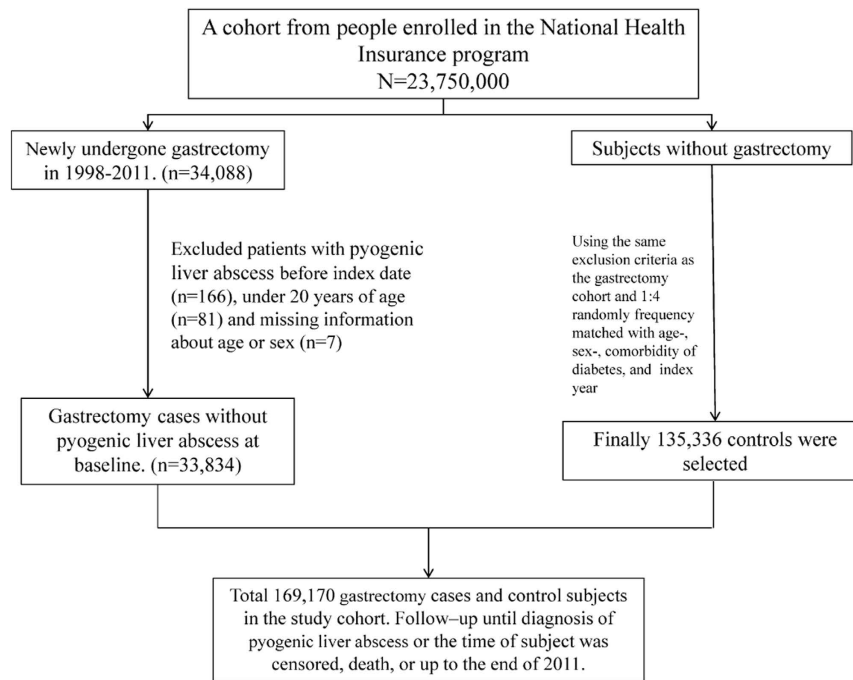 A cohort from people enrolled in the National Health
Insurance program
N=23,750,000
Newly undergone gastrectomy
in 1998-2011. (n=34,088)
Subjects without gastrectomy
Excluded patients with pyogenic
liver abscess before index date
(n=166), under 20 years of age
(n=81) and missing information
about age or sex (n=7)
Using the same
exclusion criteria as
the gastrectomy
cohort and 1:4
randomly frequency
matched with age-,
sex-, comorbidity of
diabetes, and index
year
Gastrectomy cases without
pyogenic liver abscess at
baseline. (n=33,834)
Finally 135,336 controls were
selected
Total 169,170 gastrectomy cases and control subjects
in the study cohort. Follow–up until diagnosis of
pyogenic liver abscess or the time of subject was
censored, death, or up to the end of 2011.